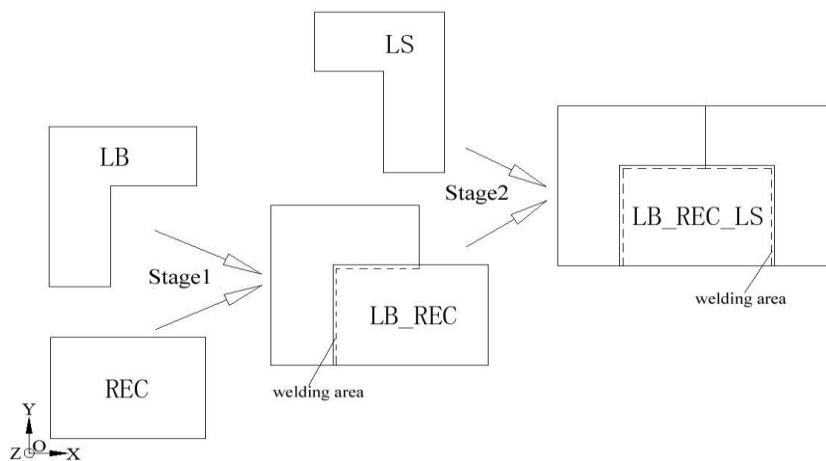 LS
LB
Stage2
LB_REC_LS
Stage1
welding area
LB_REC
REC
welding area
Y
Z O X